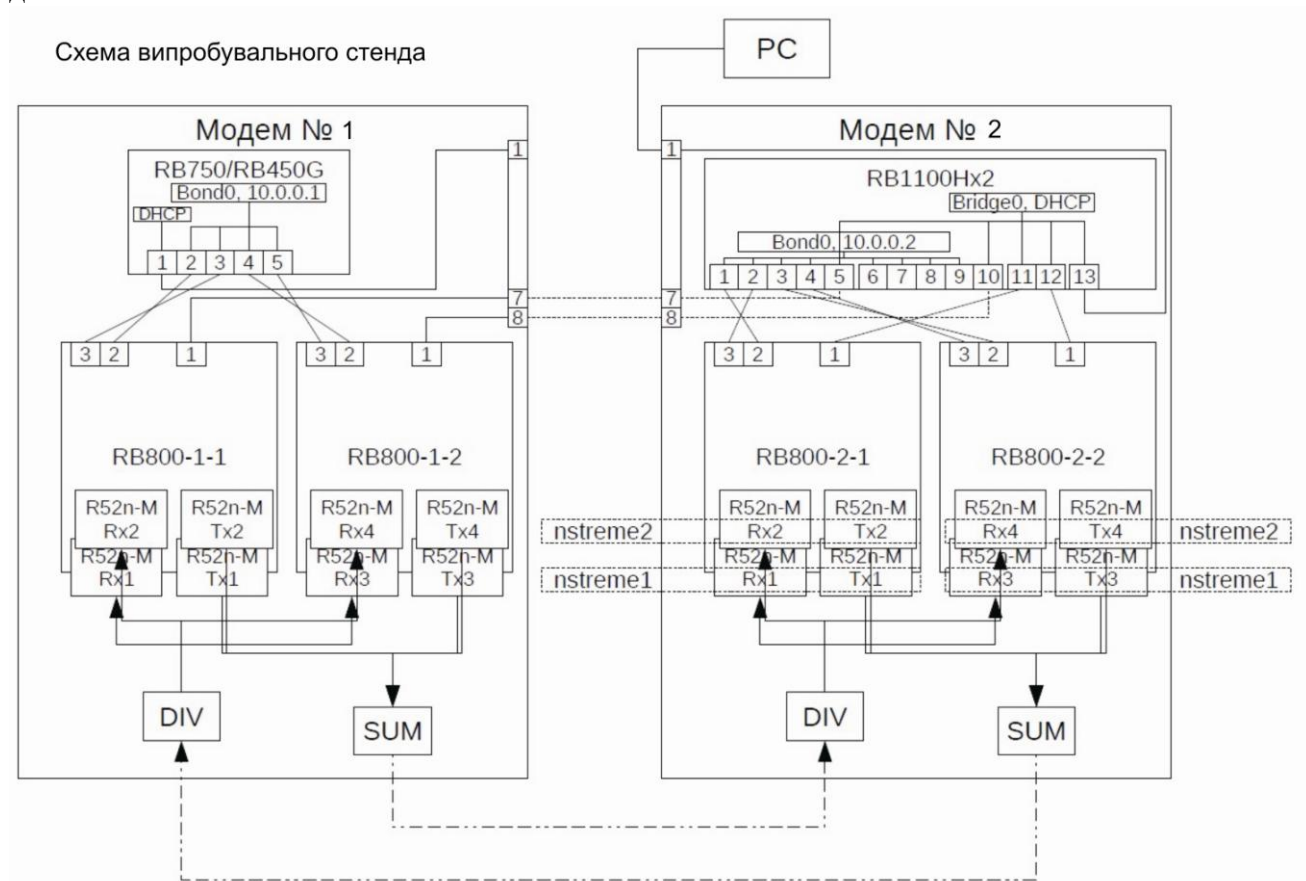 Схема випробувального стенда
PC
Модем № 1
RB750/RB450G
Bond0, 10.0.0.1
DHCP
1 2 3 4 5
1
7
8
3 2 1
3 2 1
RB800-1-1
RB800-1-2
R52n-M
Rx2
R52n-M
Tx2
R52n-M
Rx4
R52n-M
Tx4
R52n-M
Rx1
R52n-M
Tx1
R52n-M
Rx3
R52n-M
Tx3
DIV
SUM
Модем № 2
1
RB1100Hx2
Bridge0, DHCP
Bond0, 10.0.0.2
1 2 3 4 5 6 7 8 9 10 11 12 13
7
8
3 2 1
3 2 1
RB800-2-1
RB800-2-2
nstreme2
R52n-M
Rx2
R52n-M
Tx2
R52n-M
Rx4
R52n-M
Tx4
nstreme2
nstreme1
R52n-M
Rx1
R52n-M
Tx1
R52n-M
Rx3
R52n-M
Tx3
nstreme1
DIV
SUM